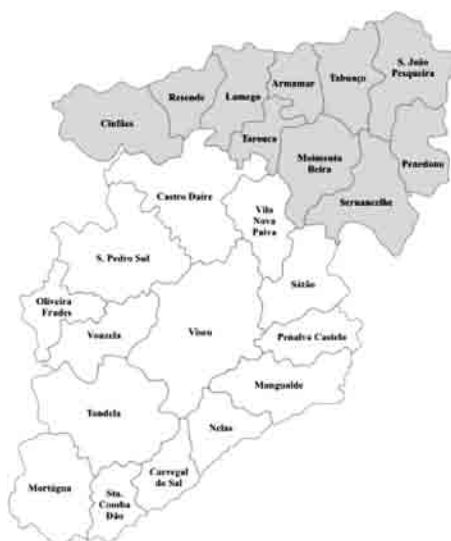 S. João
Pesqueira
Tabuaço
Armamar
Lamego
Resende
Cinfães
Tarouca
Moimenta
Beira
Penedono
Sernancelhe
Castro Daire
Vila
Nova
Paiva
S. Pedro Sul
Sátão
Oliveira
Frades
Vouzela
Viseu
Penalva Castelo
Mangualde
Tondela
Nelas
Carregal
do Sal
Mortágua
Sta.
Comba
Dão